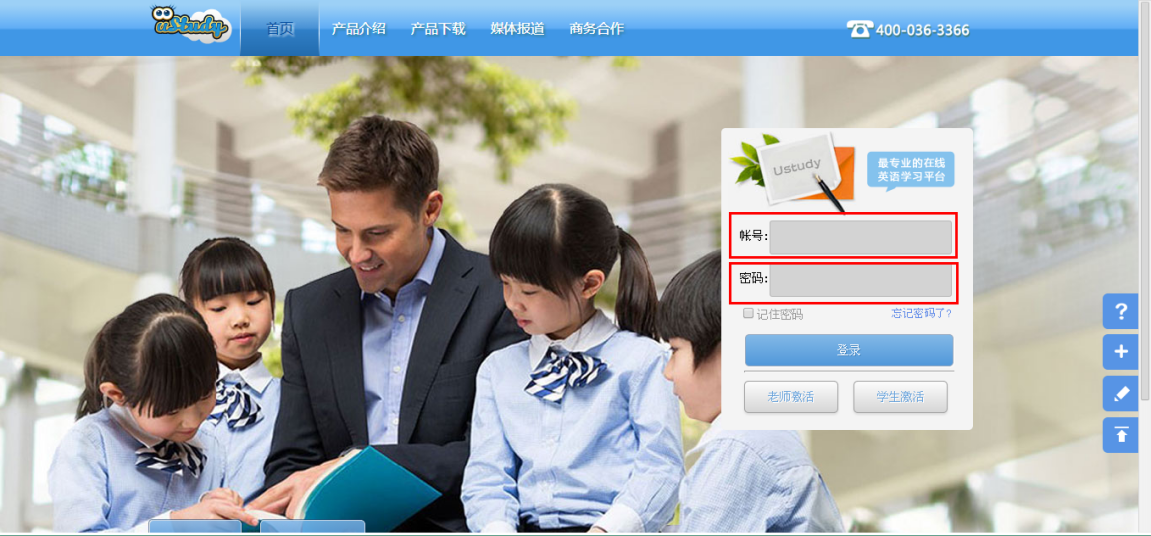 uStudy
首页
产品介绍
产品下载
媒体报道
商务合作
400-036-3366
Ustudy
最专业的在线
英语学习平台
帐号:
密码:
记住密码
忘记密码了?
登录
老师激活
学生激活